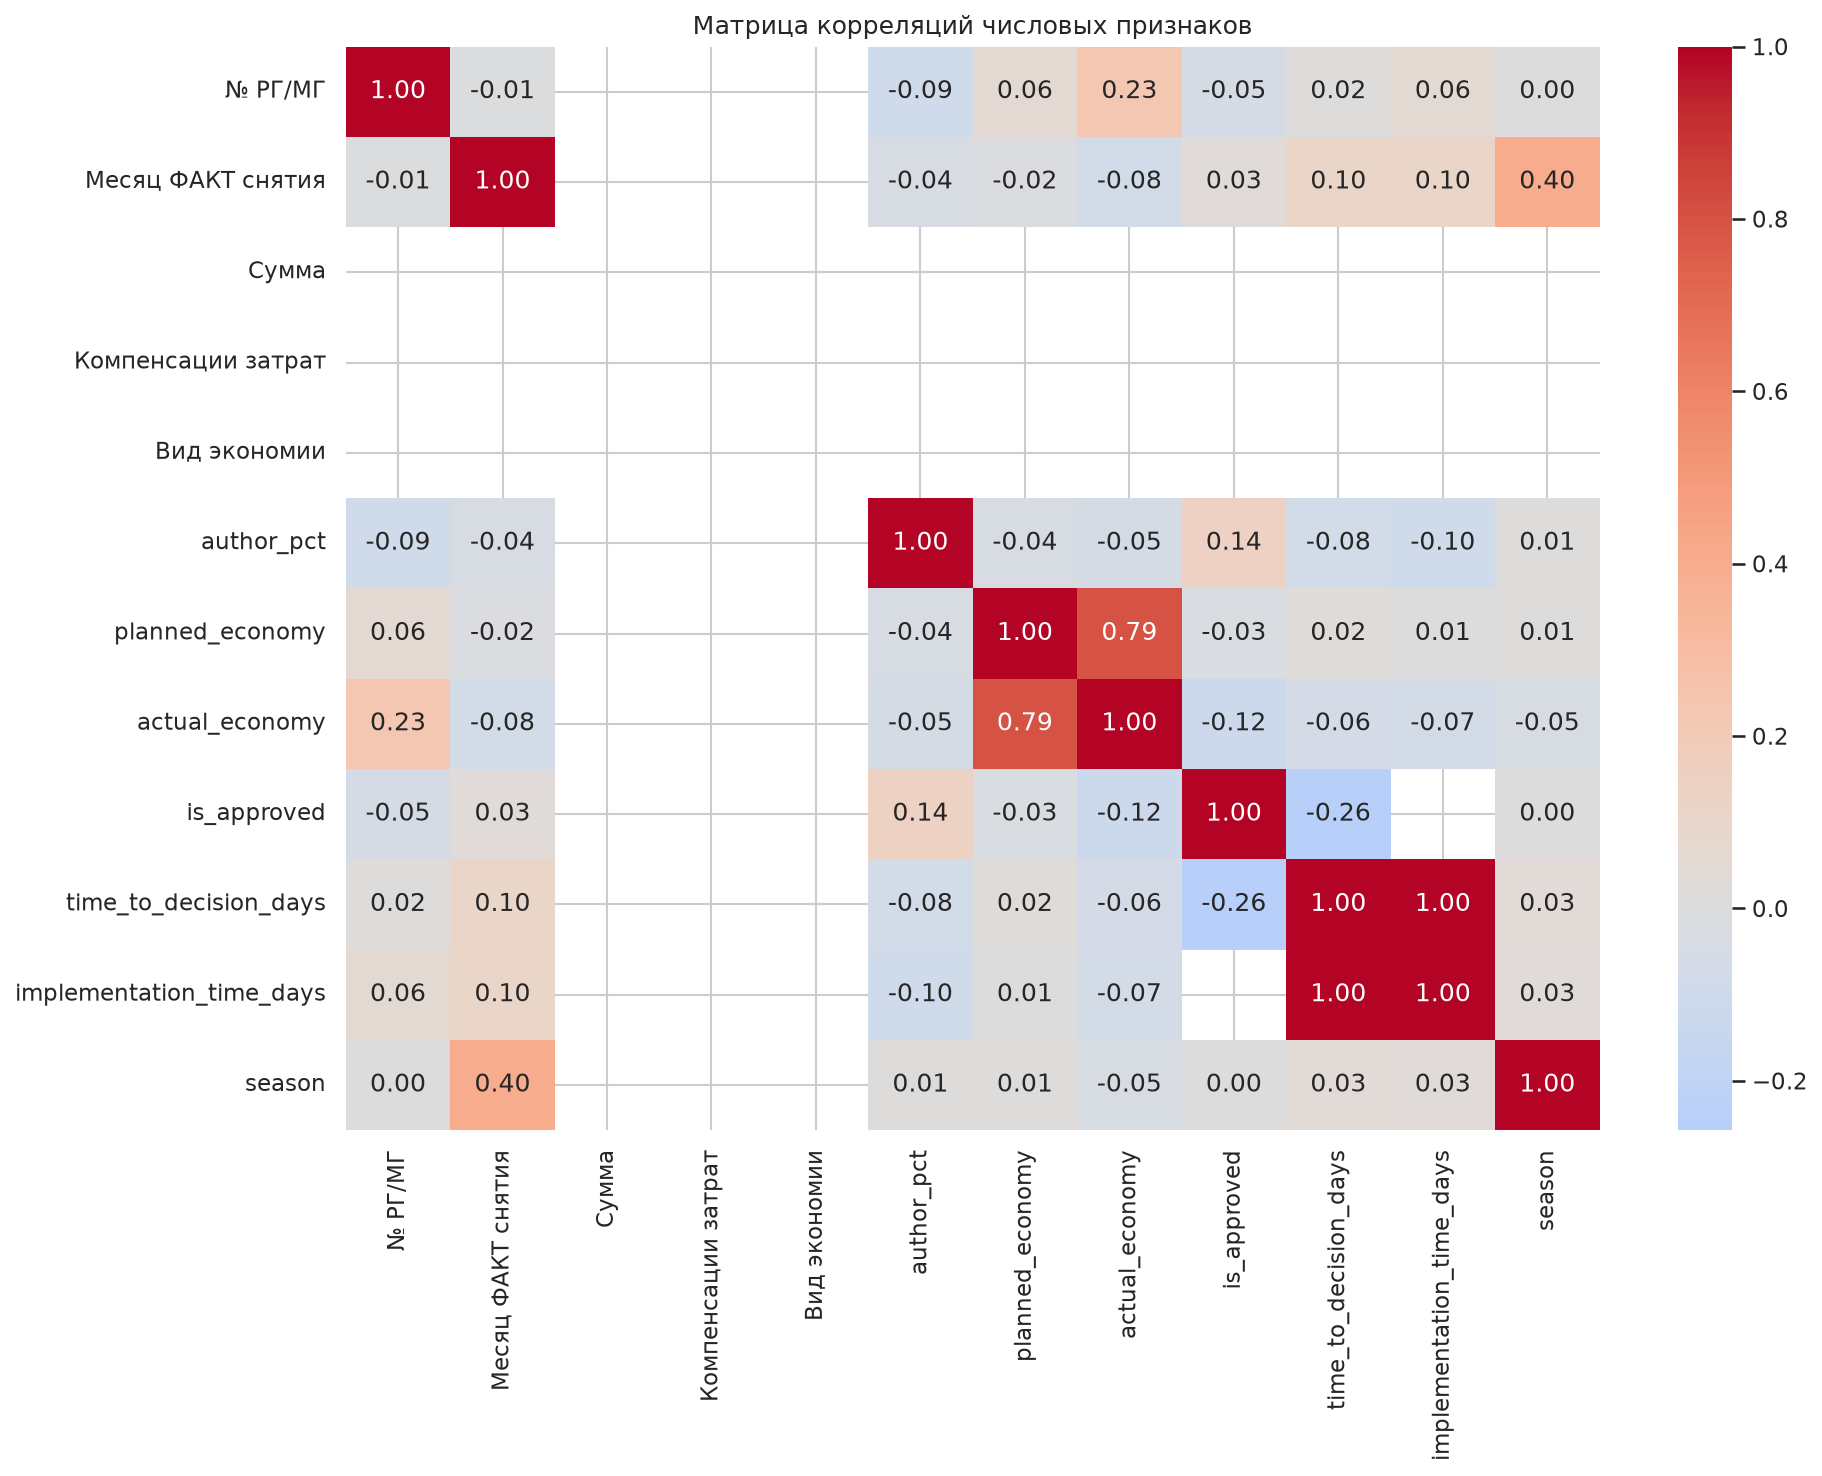 Матрица корреляций числовых признаков
№ РГ/МГ 1.00 -0.01 -0.09 0.06 0.23 -0.05 0.02 0.06 0.00
Месяц ФАКТ снятия -0.01 1.00 -0.04 -0.02 -0.08 0.03 0.10 0.10 0.40
Сумма
Компенсации затрат
Вид экономии
author_pct -0.09 -0.04 1.00 -0.04 -0.05 0.14 -0.08 -0.10 0.01
planned_economy 0.06 -0.02 -0.04 1.00 0.79 -0.03 0.02 0.01 0.01
actual_economy 0.23 -0.08 -0.05 0.79 1.00 -0.12 -0.06 -0.07 -0.05
is_approved -0.05 0.03 0.14 -0.03 -0.12 1.00 -0.26 0.00
time_to_decision_days 0.02 0.10 -0.08 0.02 -0.06 -0.26 1.00 1.00 0.03
implementation_time_days 0.06 0.10 -0.10 0.01 -0.07 1.00 1.00 0.03
season 0.00 0.40 0.01 0.01 -0.05 0.00 0.03 0.03 1.00
№ РГ/МГ
Месяц ФАКТ снятия
Сумма
Компенсации затрат
Вид экономии
author_pct
planned_economy
actual_economy
is_approved
time_to_decision_days
implementation_time_days
season
1.0
0.8
0.6
0.4
0.2
0.0
−0.2